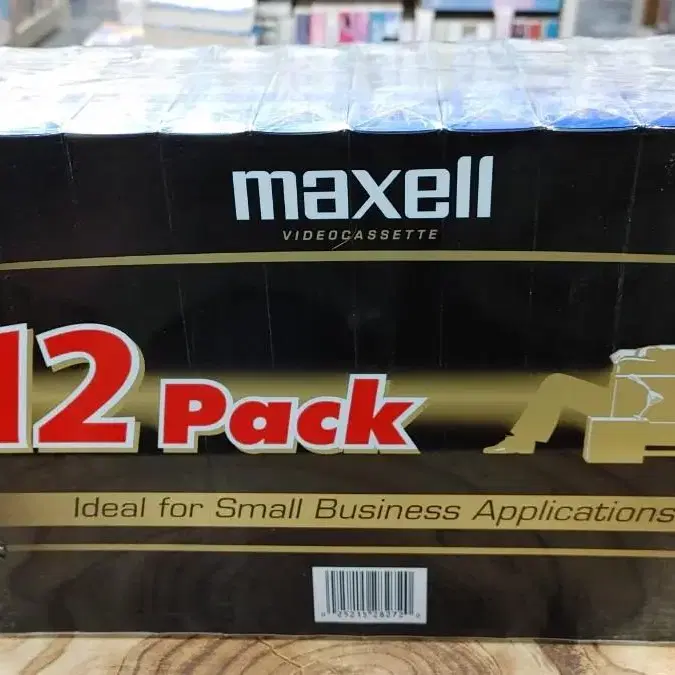 maxell
VIDEOCASSETTE
12 Pack
Ideal for Small Business Applications